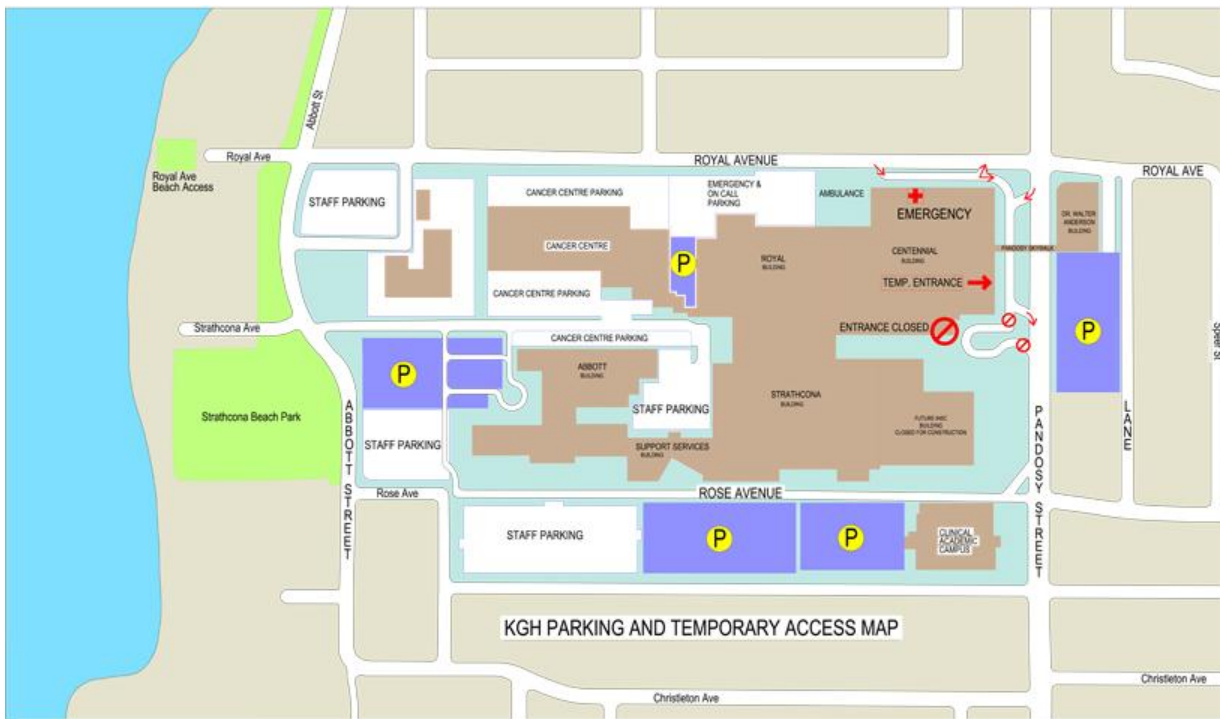 Abbott St
Royal Ave
ROYAL AVENUE
ROYAL AVE
Royal Ave
Beach Access
STAFF PARKING
CANCER CENTRE PARKING
EMERGENCY &
ON CALL
PARKING
AMBULANCE
EMERGENCY
DR. WALTER
ANDERSON
BUILDING
CANCER CENTRE
P
ROYAL
BUILDING
CENTENNIAL
BUILDING
PANDOSY SKYWALK
TEMP. ENTRANCE
CANCER CENTRE PARKING
Strathcona Ave
ENTRANCE CLOSED
P
Speer St
CANCER CENTRE PARKING
P
ABBOTT
BUILDING
STRATHCONA
BUILDING
Strathcona Beach Park
STAFF PARKING
STAFF PARKING
FUTURE IHSC
BUILDING
CLOSED FOR CONSTRUCTION
SUPPORT SERVICES
BUILDING
ABBOTT STREET
PANDOSY STREET
LANE
Rose Ave
ROSE AVENUE
STAFF PARKING
P
P
CLINICAL
ACADEMIC
CAMPUS
KGH PARKING AND TEMPORARY ACCESS MAP
Christleton Ave
Christleton Ave